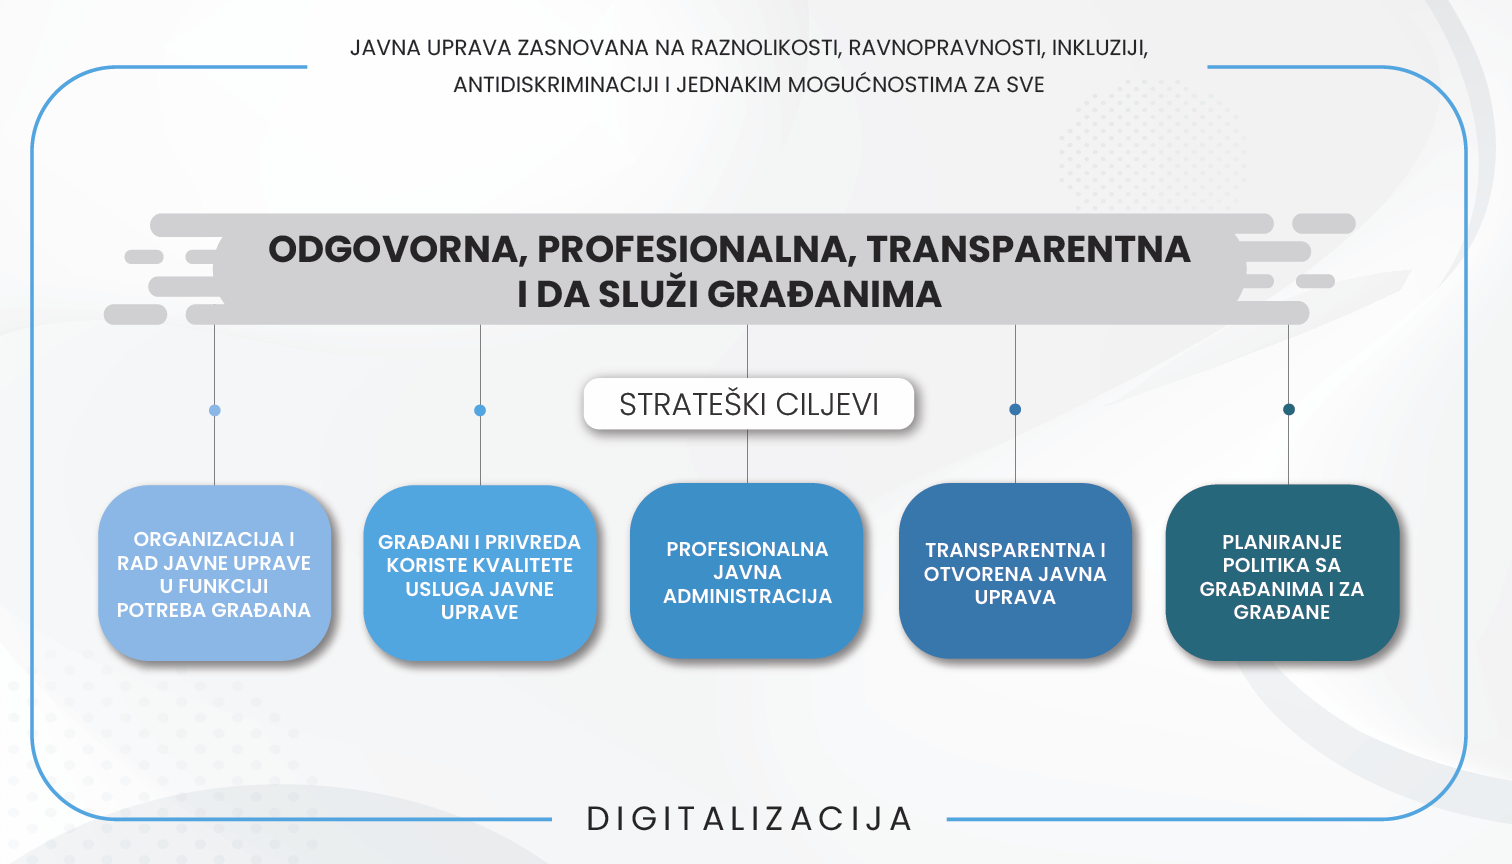 JAVNA UPRAVA ZASNOVANA NA RAZNOLIKOSTI, RAVNOPRAVNOSTI, INKLUZIJI,
ANTIDISKRIMINACIJI I JEDNAKIM MOGUĆNOSTIMA ZA SVE
ODGOVORNA, PROFESIONALNA, TRANSPARENTNA
I DA SLUŽI GRAĐANIMA
STRATEŠKI CILJEVI
ORGANIZACIJA I
RAD JAVNE UPRAVE
U FUNKCIJI
POTREBA GRAĐANA
GRAĐANI I PRIVREDA
KORISTE KVALITETE
USLUGA JAVNE
UPRAVE
PROFESIONALNA
JAVNA
ADMINISTRACIJA
TRANSPARENTNA I
OTVORENA JAVNA
UPRAVA
PLANIRANJE
POLITIKA SA
GRAĐANIMA I ZA
GRAĐANE
DIGITALIZACIJA